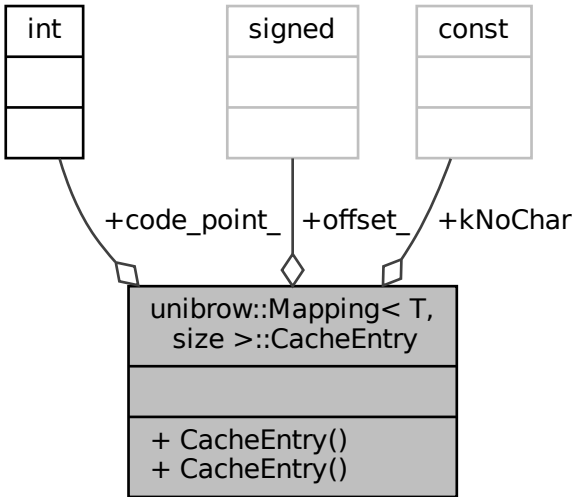 int
signed
const
+code_point_
+offset_
+kNoChar
unibrow::Mapping< T,
size >::CacheEntry
+ CacheEntry()
+ CacheEntry()